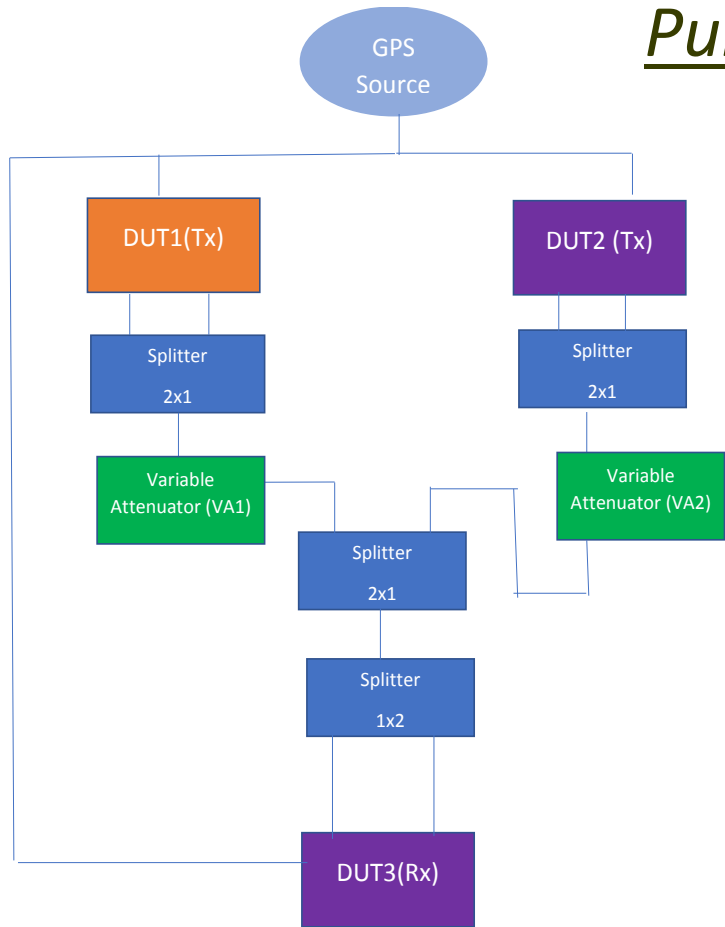 GPS
Source
DUT1(Tx)
DUT2 (Tx)
Splitter
2x1
Splitter
2x1
Variable
Attenuator (VA1)
Variable
Attenuator (VA2)
Splitter
2x1
Splitter
1x2
DUT3(Rx)